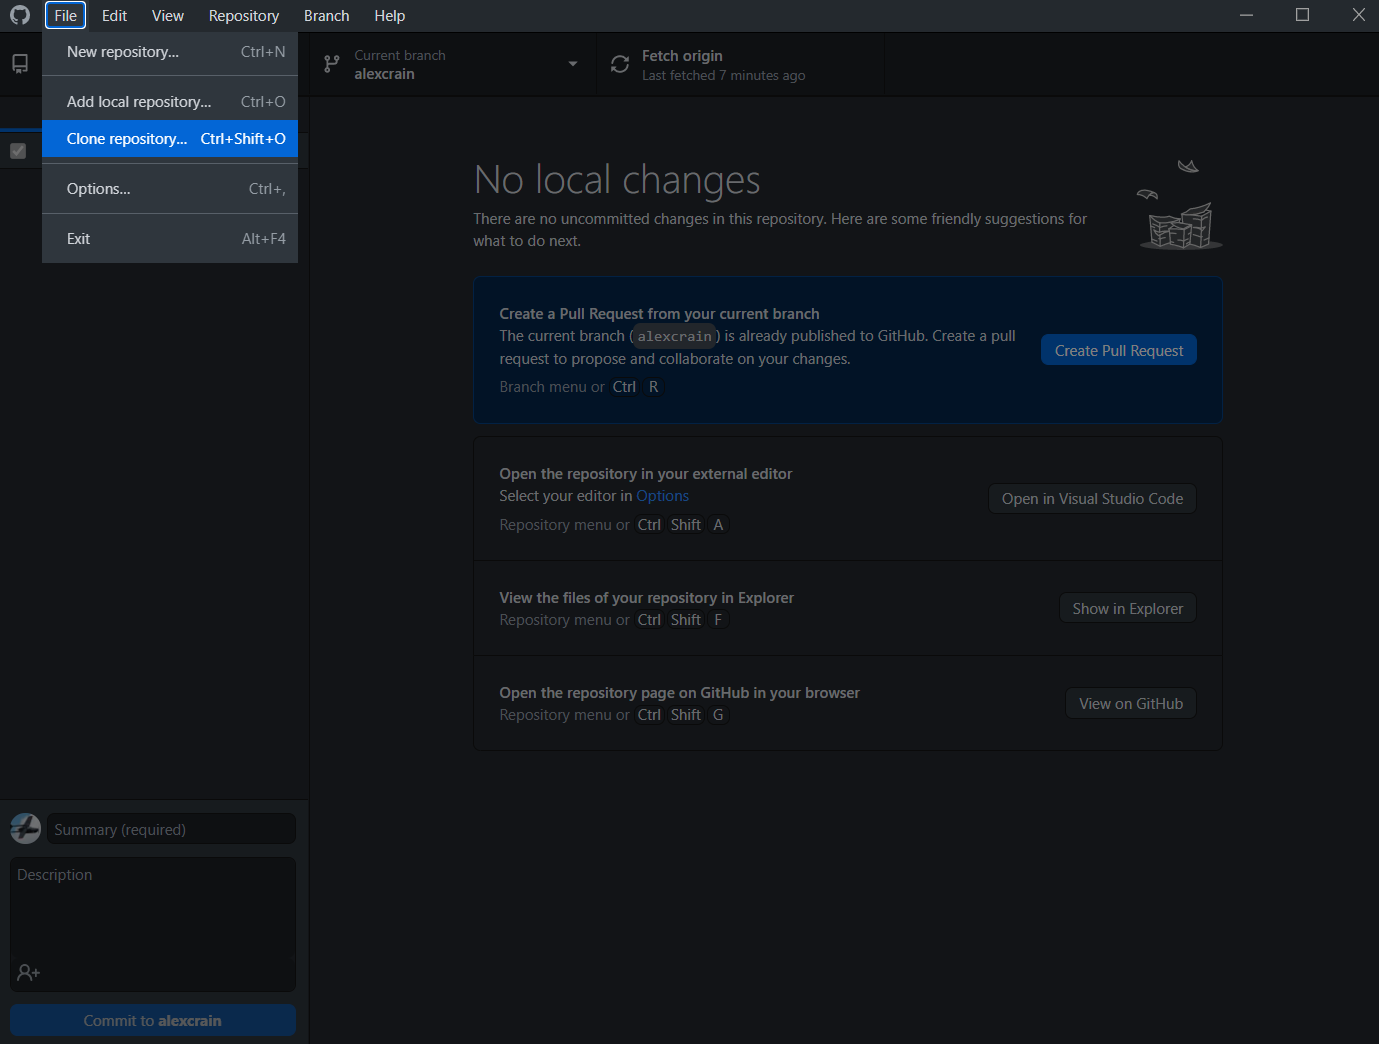 File Edit View Repository Branch Help
New repository... Ctrl+N
Add local repository... Ctrl+O
Clone repository... Ctrl+Shift+O
Options... Ctrl+,
Exit Alt+F4
Current branch
alexcrain
Fetch origin
Last fetched 7 minutes ago
No local changes
There are no uncommitted changes in this repository. Here are some friendly suggestions for
what to do next.
Create a Pull Request from your current branch
The current branch (alexcrain) is already published to GitHub. Create a pull
request to propose and collaborate on your changes.
Branch menu or Ctrl R
Create Pull Request
Open the repository in your external editor
Select your editor in Options
Repository menu or Ctrl Shift A
Open in Visual Studio Code
View the files of your repository in Explorer
Repository menu or Ctrl Shift F
Show in Explorer
Open the repository page on GitHub in your browser
Repository menu or Ctrl Shift G
View on GitHub
Summary (required)
Description
Commit to alexcrain